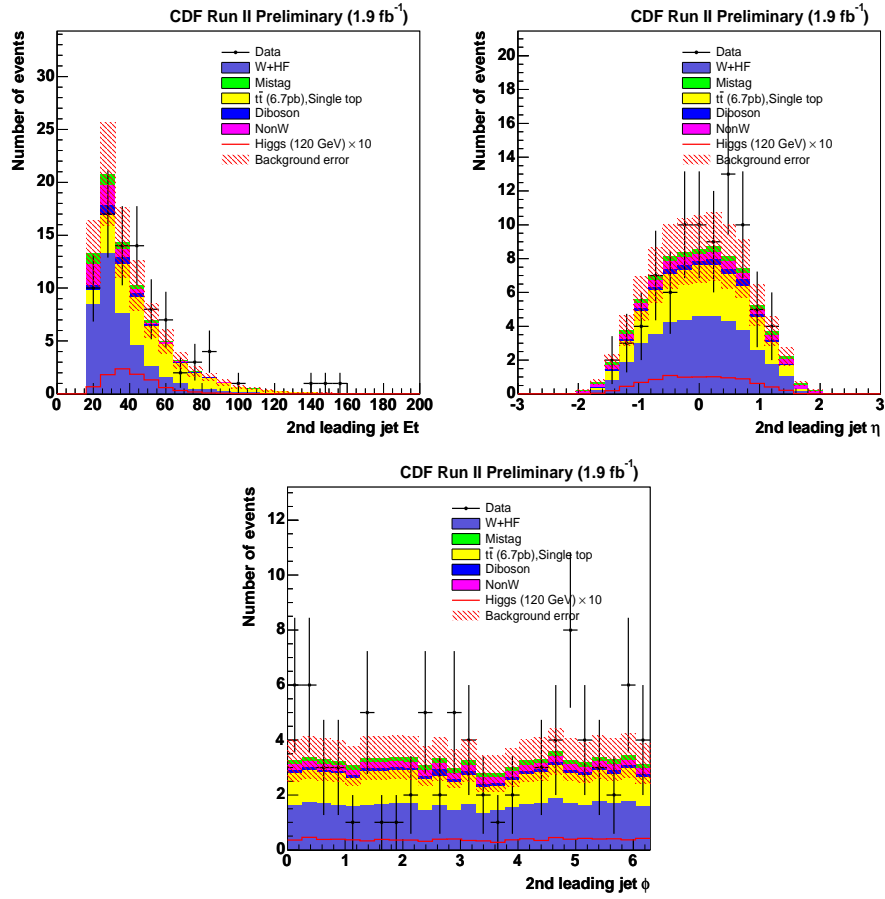 CDF Run II Preliminary (1.9 fb⁻¹)
Number of events
Data
W+HF
Mistag
tt̄ (6.7pb),Single top
Diboson
NonW
Higgs (120 GeV) × 10
Background error
0
5
10
15
20
25
30
0 20 40 60 80 100 120 140 160 180 200
2nd leading jet Et
CDF Run II Preliminary (1.9 fb⁻¹)
Number of events
Data
W+HF
Mistag
tt̄ (6.7pb),Single top
Diboson
NonW
Higgs (120 GeV) × 10
Background error
0
2
4
6
8
10
12
14
16
18
20
-3 -2 -1 0 1 2 3
2nd leading jet η
CDF Run II Preliminary (1.9 fb⁻¹)
Number of events
Data
W+HF
Mistag
tt̄ (6.7pb),Single top
Diboson
NonW
Higgs (120 GeV) × 10
Background error
0
2
4
6
8
10
12
0 1 2 3 4 5 6
2nd leading jet ϕ